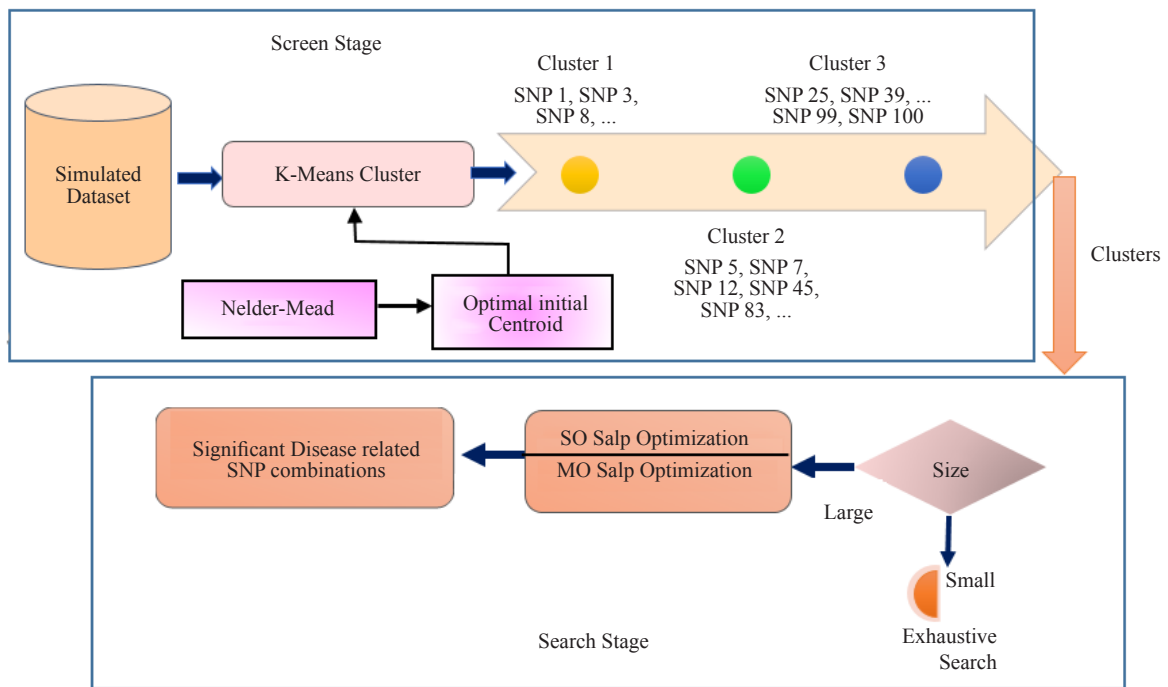 Screen Stage
Simulated
Dataset
K-Means Cluster
Nelder-Mead
Optimal initial
Centroid
Cluster 1
SNP 1, SNP 3,
SNP 8, ...
Cluster 2
SNP 5, SNP 7,
SNP 12, SNP 45,
SNP 83, ...
Cluster 3
SNP 25, SNP 39, ...
SNP 99, SNP 100
Clusters
Size
Large
Small
Exhaustive
Search
SO Salp Optimization
MO Salp Optimization
Significant Disease related
SNP combinations
Search Stage